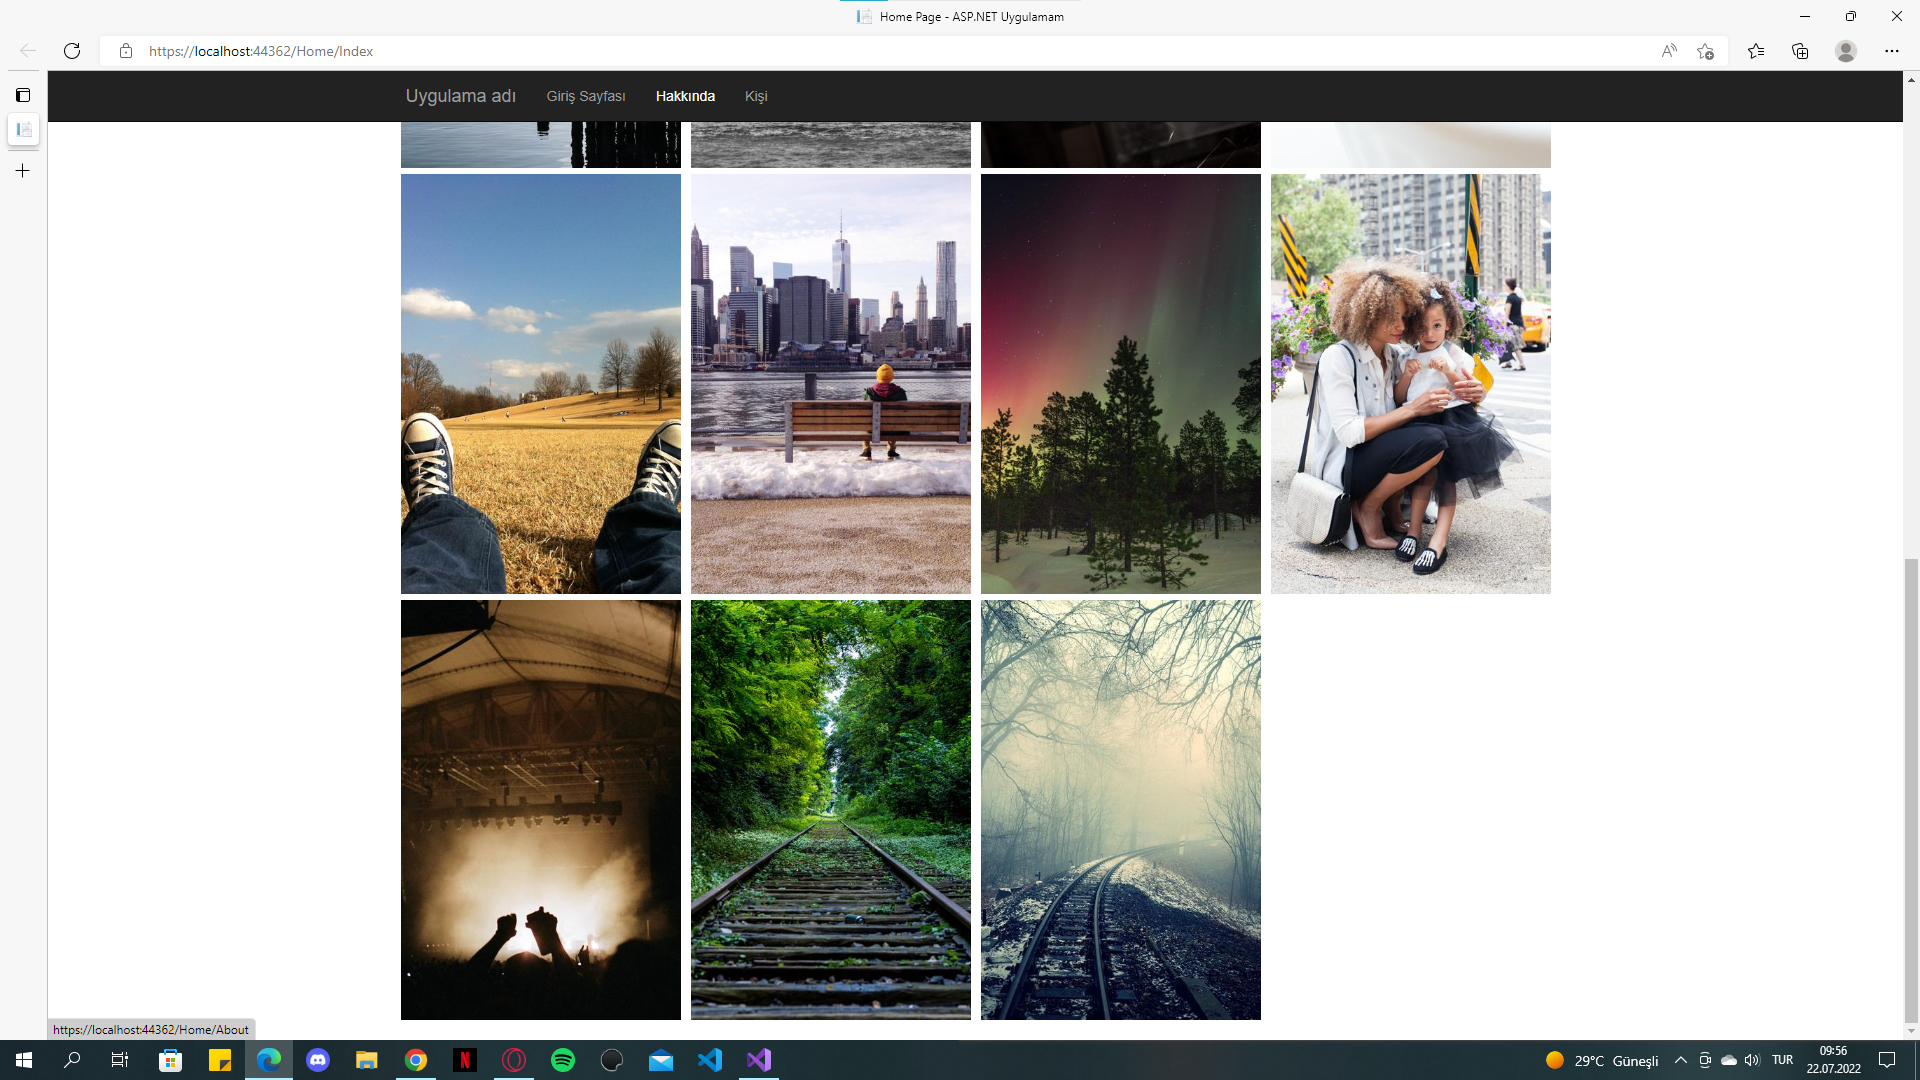 Home Page - ASP.NET Uygulamam
https://localhost:44362/Home/Index
Uygulama adı Giriş Sayfası Hakkında Kişi
https://localhost:44362/Home/About
29°C Güneşli
TUR
09:56
22.07.2022